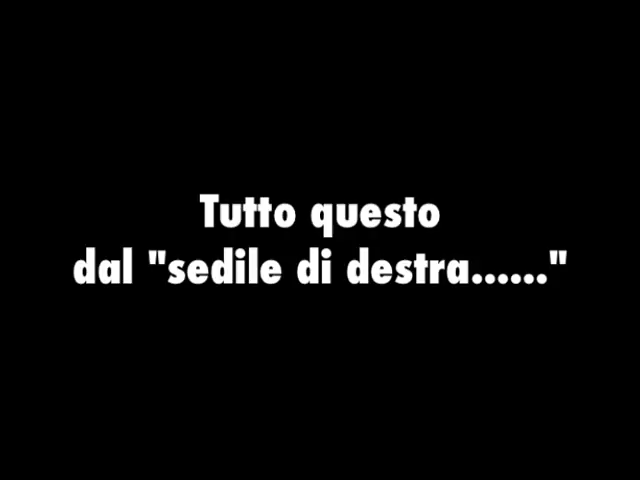 Tutto questo
dal "sedile di destra......"